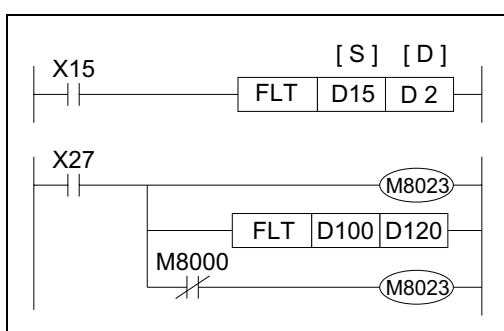 [ S ] [ D ]
X15
FLT D15 D 2
X27
M8023
FLT D100 D120
M8000
M8023